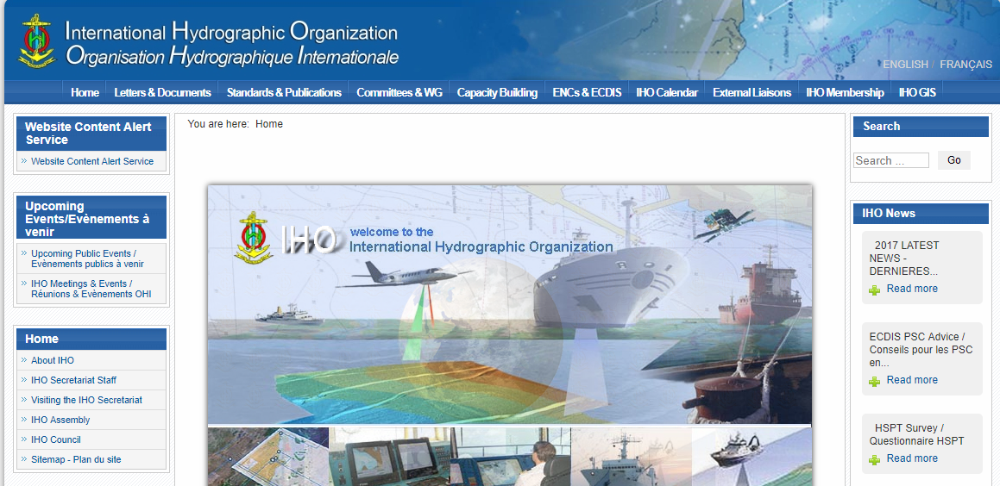 International Hydrographic Organization
Organisation Hydrographique Internationale
ENGLISH / FRANÇAIS
Home Letters & Documents Standards & Publications Committees & WG Capacity Building ENCs & ECDIS IHO Calendar External Liaisons IHO Membership IHO GIS
Website Content Alert
Service
Website Content Alert Service
Upcoming
Events/Evènements à
venir
Upcoming Public Events /
Evènements publics à venir
IHO Meetings & Events /
Réunions & Evènements OHI
Home
About IHO
IHO Secretariat Staff
Visiting the IHO Secretariat
IHO Assembly
IHO Council
Sitemap - Plan du site
You are here: Home
IHO
welcome to the
International Hydrographic Organization
Search
Search ... Go
IHO News
2017 LATEST
NEWS -
DERNIERES...
Read more
ECDIS PSC Advice /
Conseils pour les PSC
en...
Read more
HSPT Survey /
Questionnaire HSPT
Read more